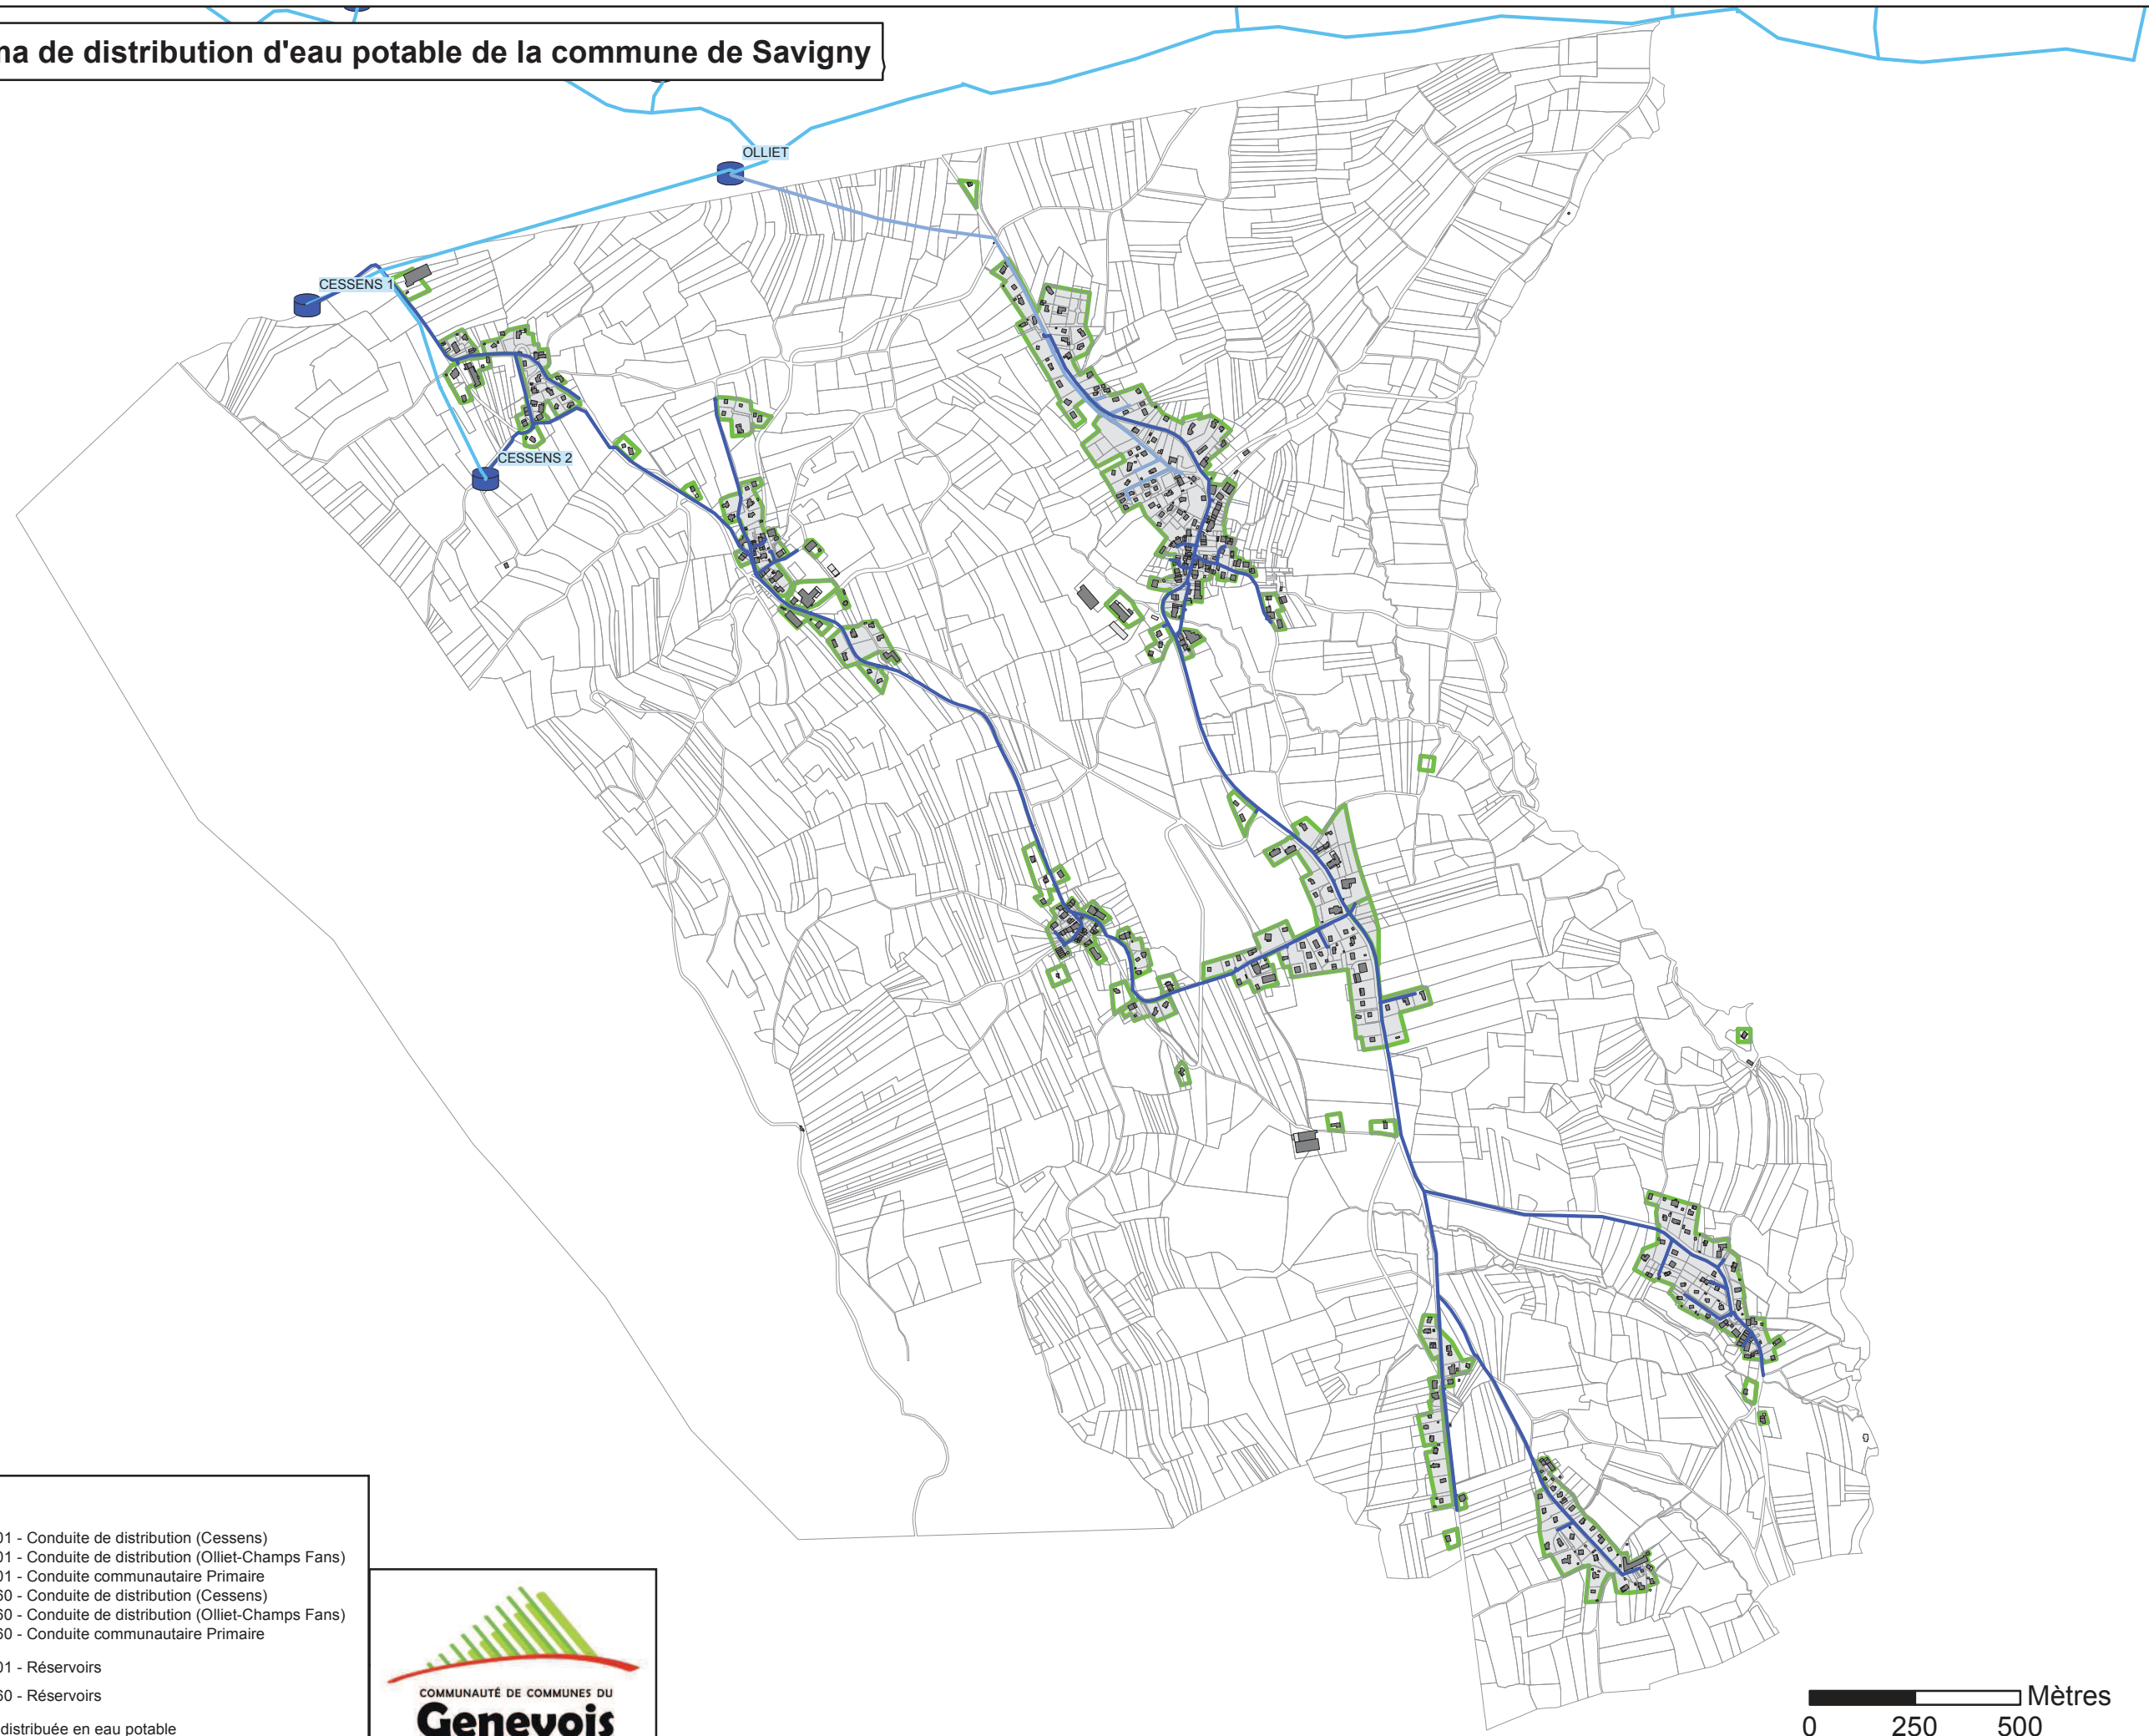 ma de distribution d'eau potable de la commune de Savigny
OLLIET
CESSENS 1
CESSENS 2
01 - Conduite de distribution (Cessens)
01 - Conduite de distribution (Olliet-Champs Fans)
01 - Conduite communautaire Primaire
60 - Conduite de distribution (Cessens)
60 - Conduite de distribution (Olliet-Champs Fans)
60 - Conduite communautaire Primaire
01 - Réservoirs
60 - Réservoirs
distribuée en eau potable
COMMUNAUTÉ DE COMMUNES DU
Genevois
Mètres
0 250 500